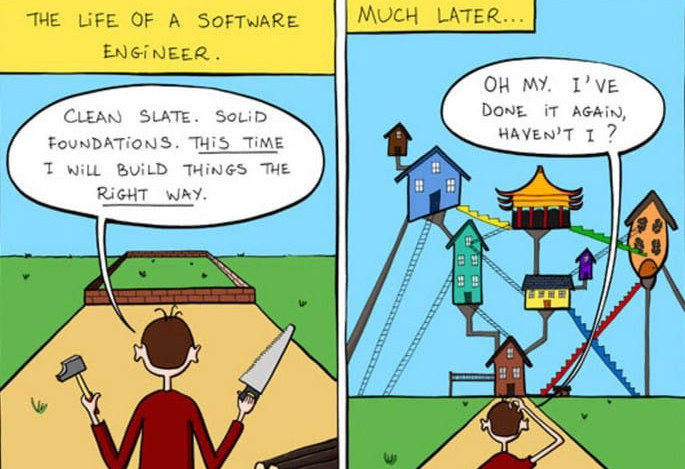 THE LIFE OF A SOFTWARE
ENGINEER.
CLEAN SLATE. SOLID
FOUNDATIONS. THIS TIME
I WILL BUILD THINGS THE
RIGHT WAY.
MUCH LATER...
OH MY. I'VE
DONE IT AGAIN,
HAVEN'T I ?